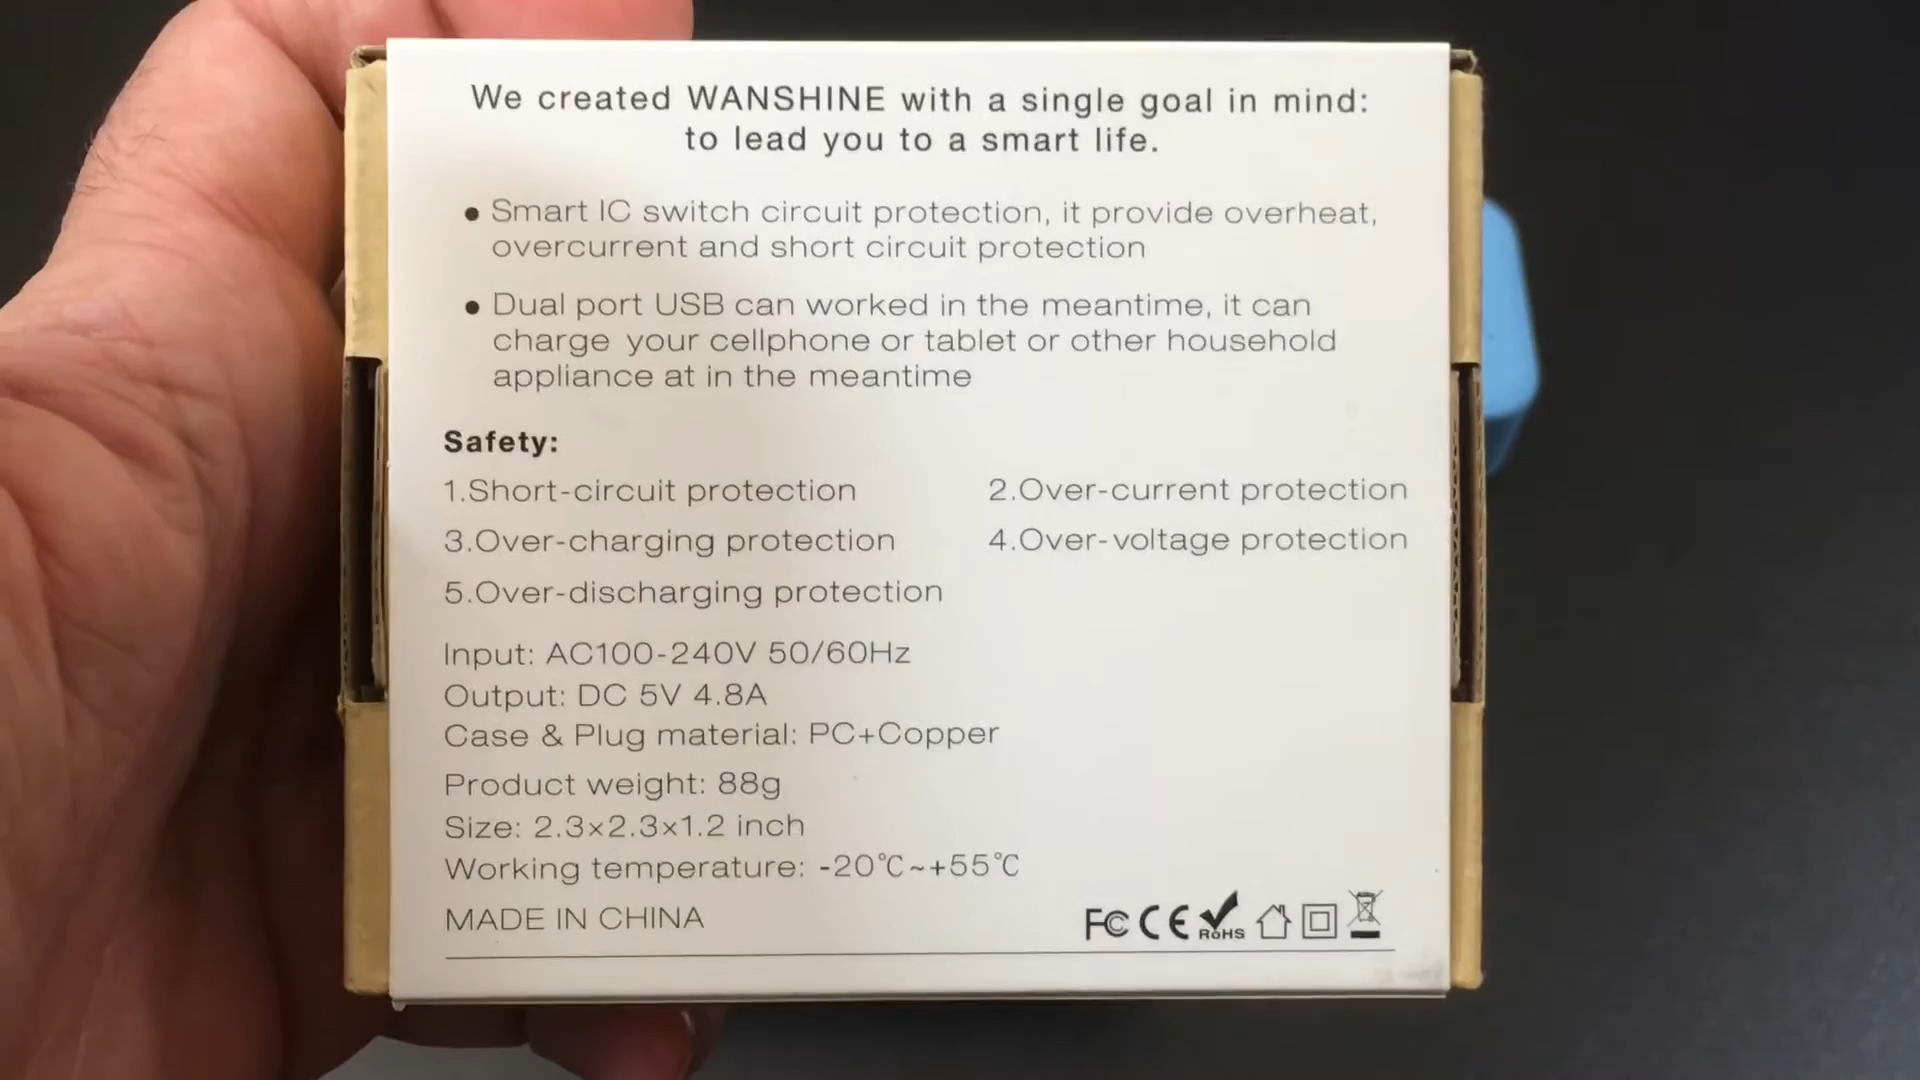 We created WANSHINE with a single goal in mind:
to lead you to a smart life.
● Smart IC switch circuit protection, it provide overheat,
overcurrent and short circuit protection
● Dual port USB can worked in the meantime, it can
charge your cellphone or tablet or other household
appliance at in the meantime
Safety:
1.Short-circuit protection 2.Over-current protection
3.Over-charging protection 4.Over-voltage protection
5.Over-discharging protection
Input: AC100-240V 50/60Hz
Output: DC 5V 4.8A
Case & Plug material: PC+Copper
Product weight: 88g
Size: 2.3×2.3×1.2 inch
Working temperature: -20℃~+55℃
MADE IN CHINA
FC CE RoHS